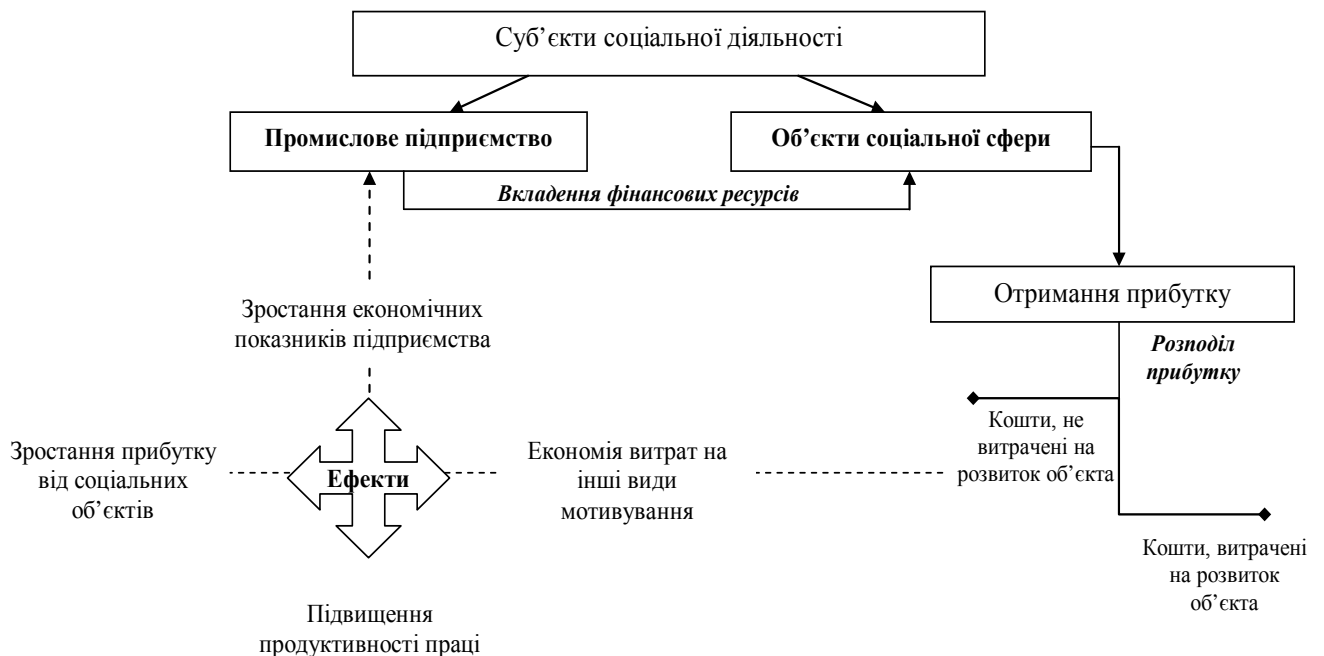 Суб’єкти соціальної діяльності
Промислове підприємство
Об’єкти соціальної сфери
Вкладення фінансових ресурсів
Отримання прибутку
Зростання економічних
показників підприємства
Розподіл
прибутку
Кошти, не
витрачені на
розвиток об’єкта
Зростання прибутку
від соціальних
об’єктів
Ефекти
Економія витрат на
інші види
мотивування
Кошти, витрачені
на розвиток
об’єкта
Підвищення
продуктивності праці